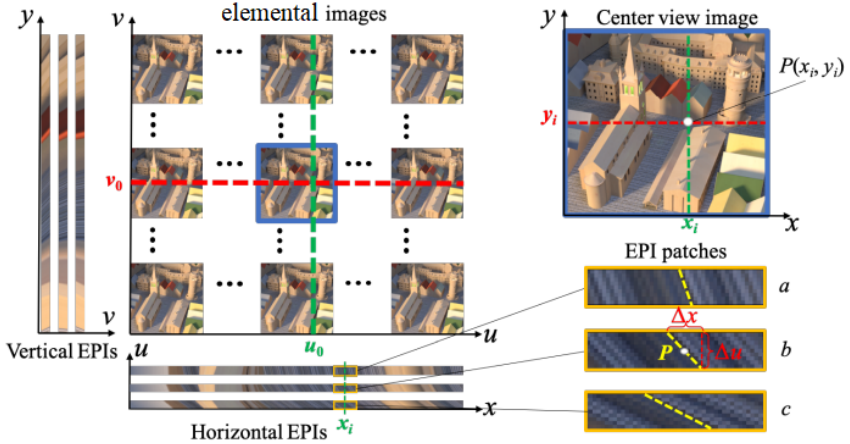 y
v
elemental images
v₀
u₀
u
v
Vertical EPIs
u
xᵢ
x
Horizontal EPIs
Center view image
y
P(xᵢ, yᵢ)
yᵢ
xᵢ
x
EPI patches
a
Δx
P
Δu
b
c